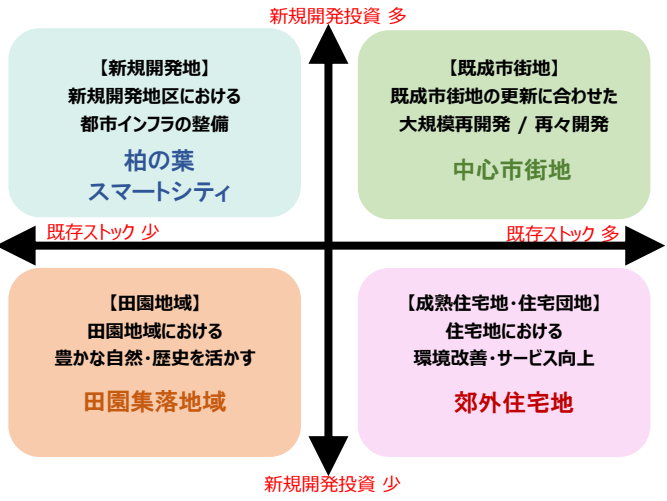 新規開発投資 多
【新規開発地】
新規開発地区における
都市インフラの整備
柏の葉
スマートシティ
【既成市街地】
既成市街地の更新に合わせた
大規模再開発 / 再々開発
中心市街地
既存ストック 少
既存ストック 多
【田園地域】
田園地域における
豊かな自然・歴史を活かす
田園集落地域
【成熟住宅地・住宅団地】
住宅地における
環境改善・サービス向上
郊外住宅地
新規開発投資 少